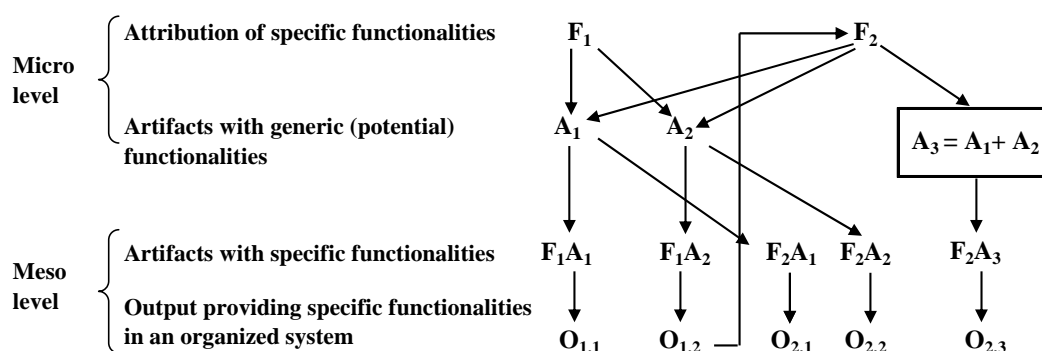 Attribution of specific functionalities
F₁
F₂
Micro
level
Artifacts with generic (potential)
functionalities
A₁
A₂
A₃ = A₁+ A₂
Meso
level
Artifacts with specific functionalities
F₁A₁
F₁A₂
F₂A₁
F₂A₂
F₂A₃
Output providing specific functionalities
in an organized system
O₁,₁
O₁,₂
O₂,₁
O₂,₂
O₂,₃